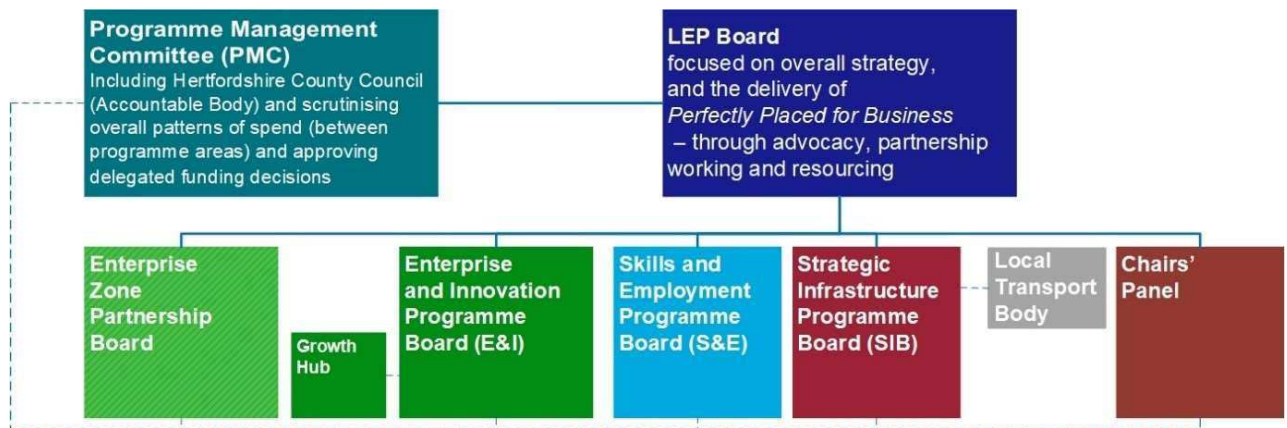 Programme Management
Committee (PMC)
Including Hertfordshire County Council
(Accountable Body) and scrutinising
overall patterns of spend (between
programme areas) and approving
delegated funding decisions
LEP Board
focused on overall strategy,
and the delivery of
Perfectly Placed for Business
– through advocacy, partnership
working and resourcing
Enterprise
Zone
Partnership
Board
Growth
Hub
Enterprise
and Innovation
Programme
Board (E&I)
Skills and
Employment
Programme
Board (S&E)
Strategic
Infrastructure
Programme
Board (SIB)
Local
Transport
Body
Chairs’
Panel